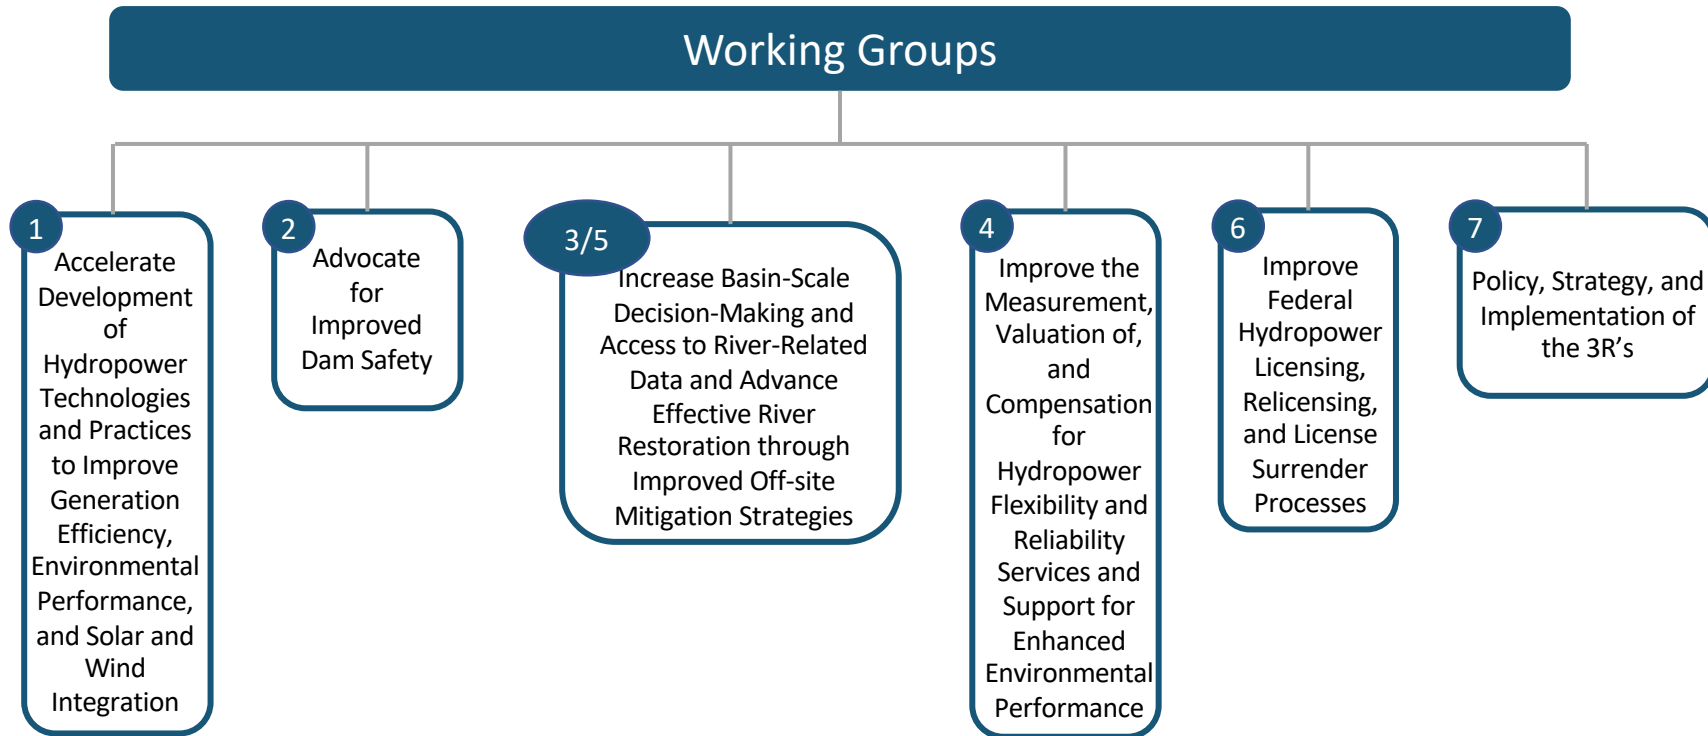 Working Groups
1
Accelerate
Development
of
Hydropower
Technologies
and Practices
to Improve
Generation
Efficiency,
Environmental
Performance,
and Solar and
Wind
Integration
2
Advocate
for
Improved
Dam Safety
3/5
Increase Basin-Scale
Decision-Making and
Access to River-Related
Data and Advance
Effective River
Restoration through
Improved Off-site
Mitigation Strategies
4
Improve the
Measurement,
Valuation of,
and
Compensation
for
Hydropower
Flexibility and
Reliability
Services and
Support for
Enhanced
Environmental
Performance
6
Improve
Federal
Hydropower
Licensing,
Relicensing,
and License
Surrender
Processes
7
Policy, Strategy, and
Implementation of
the 3R's